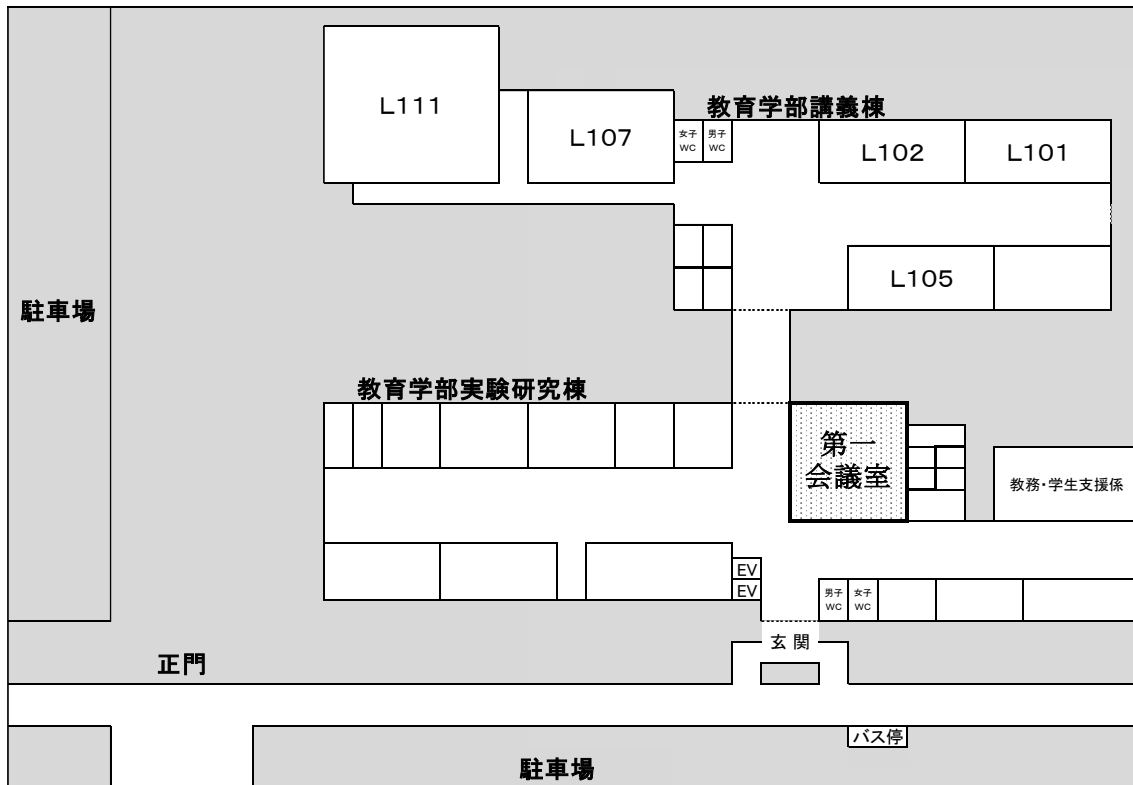 教育学部講義棟
L111
L107
女子
WC
男子
WC
L102
L101
L105
駐車場
教育学部実験研究棟
第一
会議室
教務・学生支援係
EV
EV
男子
WC
女子
WC
玄関
正門
バス停
駐車場